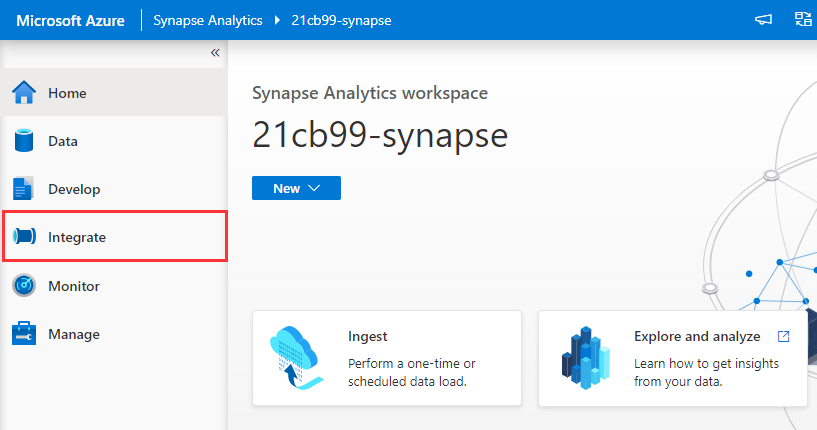 Microsoft Azure
Synapse Analytics
21cb99-synapse
«
Home
Data
Develop
Integrate
Monitor
Manage
Synapse Analytics workspace
21cb99-synapse
New
Ingest
Perform a one-time or
scheduled data load.
Explore and analyze
Learn how to get insights
from your data.